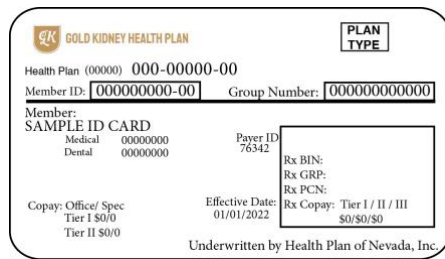 GK GOLD KIDNEY HEALTH PLAN
PLAN
TYPE
Health Plan (00000) 000-00000-00
Member ID: 000000000-00 Group Number: 000000000000
Member:
SAMPLE ID CARD
Medical 00000000
Dental 00000000
Payer ID
76342
Rx BIN:
Rx GRP:
Rx PCN:
Rx Copay: Tier I / II / III
$0/$0/$0
Copay: Office/ Spec
Tier I $0/0
Tier II $0/0
Effective Date:
01/01/2022
Underwritten by Health Plan of Nevada, Inc.